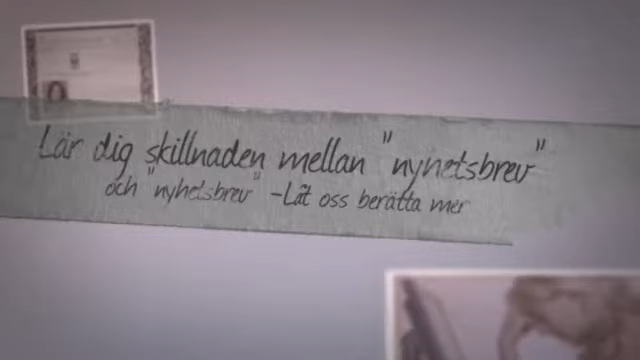 Lär dig skillnaden mellan "nyhetsbrev"
och "nyhetsbrev" - Låt oss berätta mer